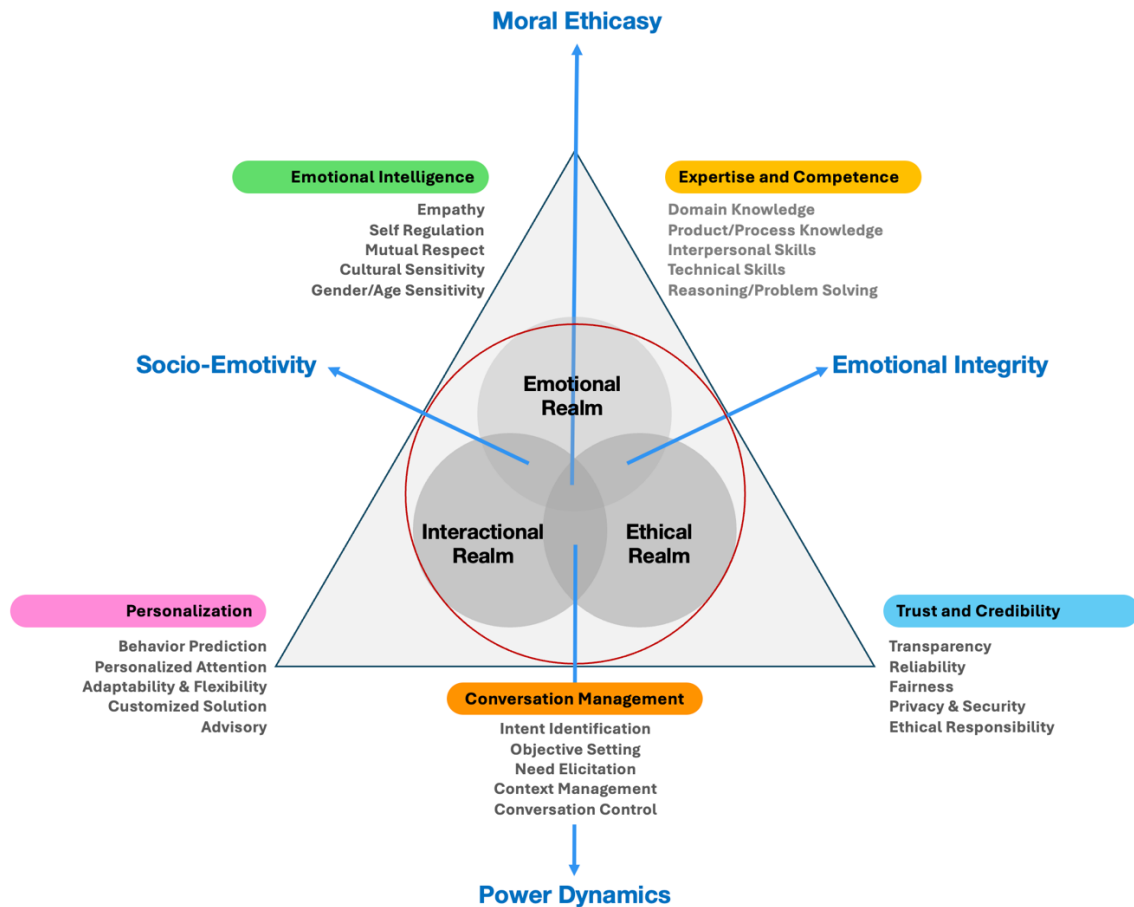 Moral Ethicasy
Emotional Intelligence
Empathy
Self Regulation
Mutual Respect
Cultural Sensitivity
Gender/Age Sensitivity
Expertise and Competence
Domain Knowledge
Product/Process Knowledge
Interpersonal Skills
Technical Skills
Reasoning/Problem Solving
Socio-Emotivity
Emotional Integrity
Emotional
Realm
Interactional
Realm
Ethical
Realm
Personalization
Behavior Prediction
Personalized Attention
Adaptability & Flexibility
Customized Solution
Advisory
Trust and Credibility
Transparency
Reliability
Fairness
Privacy & Security
Ethical Responsibility
Conversation Management
Intent Identification
Objective Setting
Need Elicitation
Context Management
Conversation Control
Power Dynamics